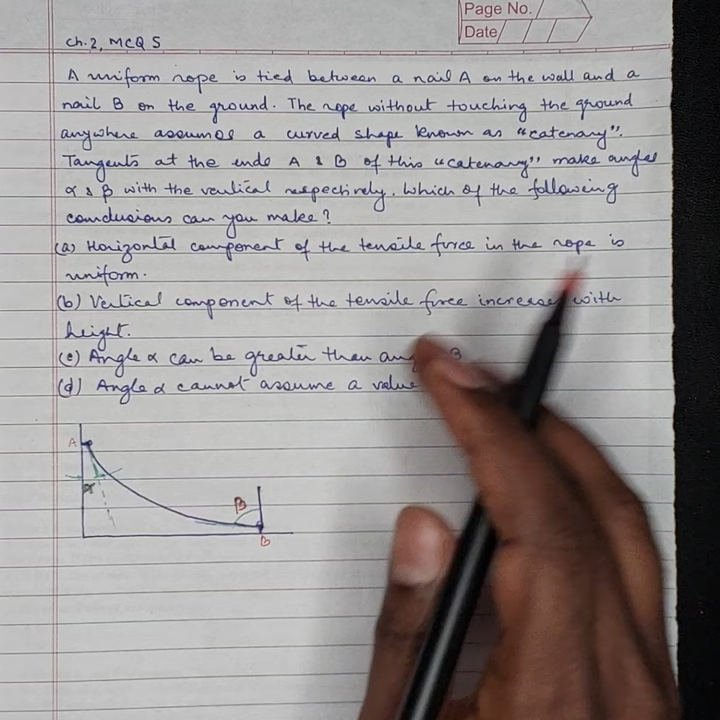 Page No.
Date
Ch. 2, MCQ 5
A uniform rope is tied between a nail A on the wall and a
nail B on the ground. The rope without touching the ground
anywhere assumes a curved shape known as "catenary".
Tangents at the ends A & B of this "catenary" make angles
α & β with the vertical respectively. Which of the following
conclusions can you make?
(a) Horizontal component of the tensile force in the rope is
uniform.
(b) Vertical component of the tensile force increases with
height.
(c) Angle α can be greater than
(d) Angle α cannot assume a value
A
α
β
B